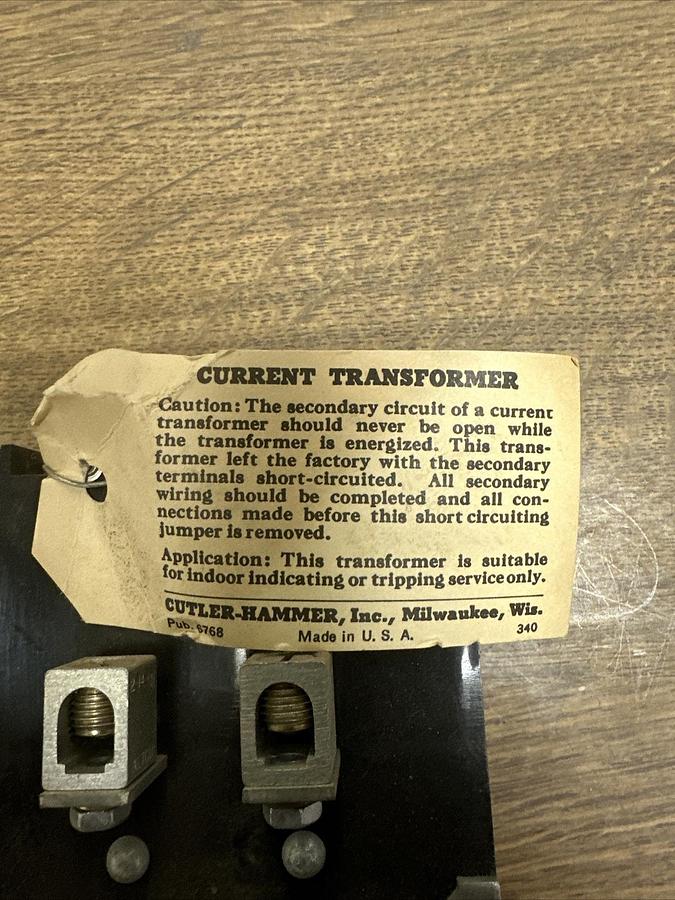 CURRENT TRANSFORMER
Caution: The secondary circuit of a current
transformer should never be open while
the transformer is energized. This trans-
former left the factory with the secondary
terminals short-circuited. All secondary
wiring should be completed and all con-
nections made before this short circuiting
jumper is removed.
Application: This transformer is suitable
for indoor indicating or tripping service only.
CUTLER-HAMMER, Inc., Milwaukee, Wis.
Pub. 6768 Made in U. S. A. 340